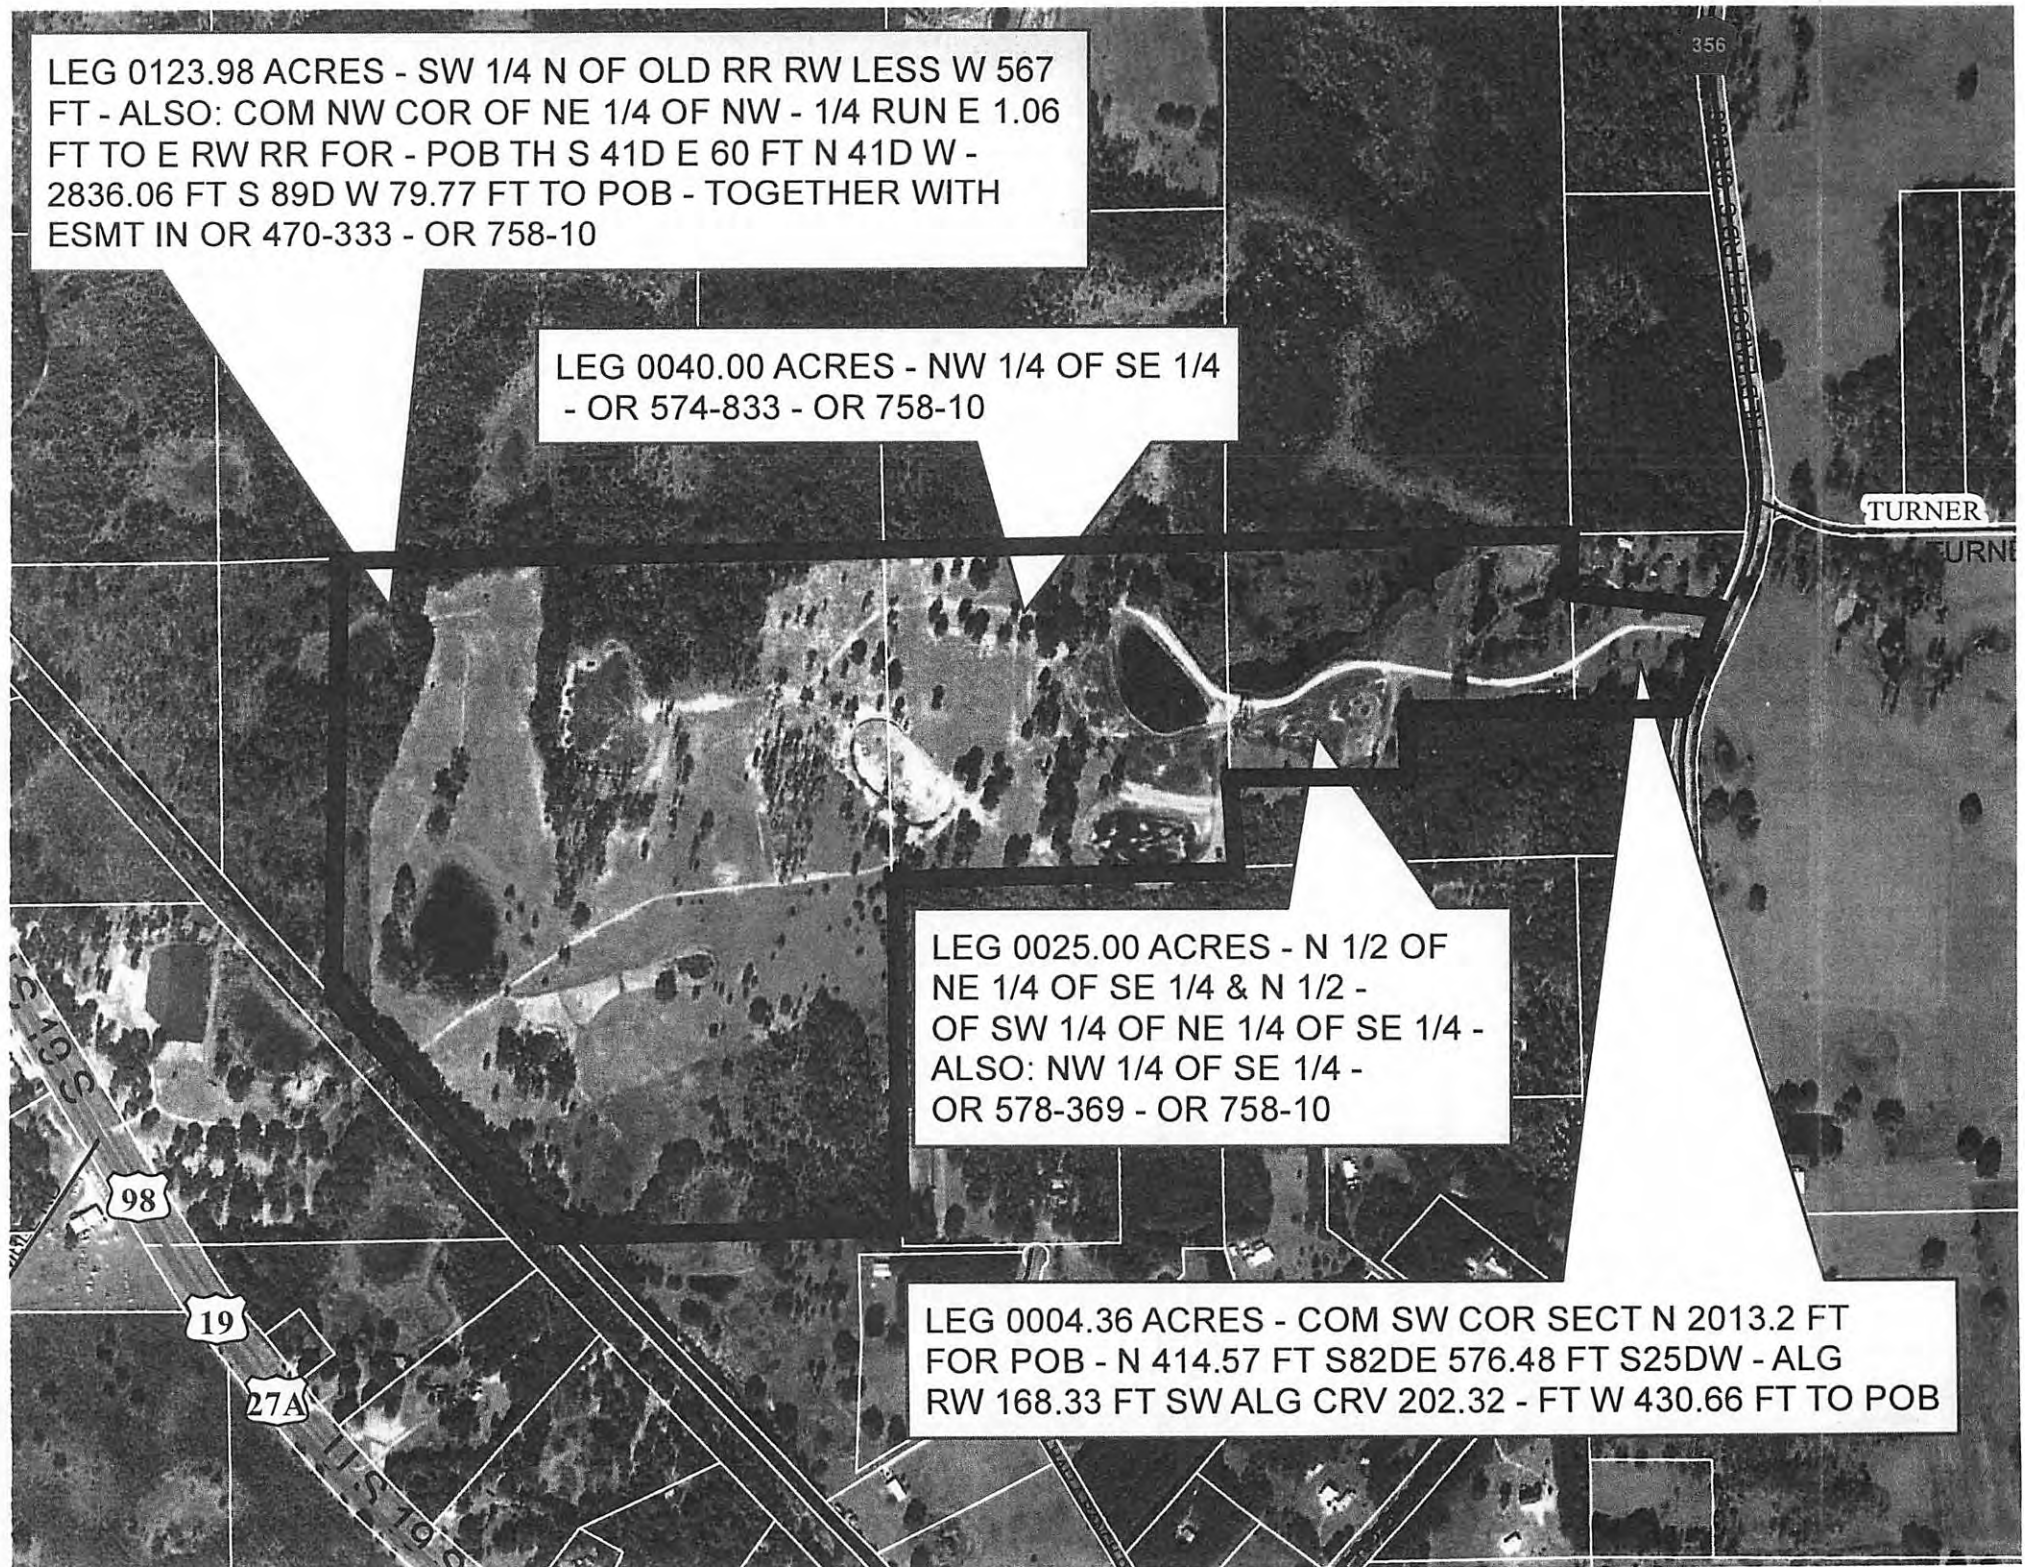 356
LEG 0123.98 ACRES - SW 1/4 N OF OLD RR RW LESS W 567
FT - ALSO: COM NW COR OF NE 1/4 OF NW - 1/4 RUN E 1.06
FT TO E RW RR FOR - POB TH S 41D E 60 FT N 41D W -
2836.06 FT S 89D W 79.77 FT TO POB - TOGETHER WITH
ESMT IN OR 470-333 - OR 758-10
LEG 0040.00 ACRES - NW 1/4 OF SE 1/4
- OR 574-833 - OR 758-10
TURNER
TURNE
LEG 0025.00 ACRES - N 1/2 OF
NE 1/4 OF SE 1/4 & N 1/2 -
OF SW 1/4 OF NE 1/4 OF SE 1/4 -
ALSO: NW 1/4 OF SE 1/4 -
OR 578-369 - OR 758-10
S 19 S
98
19
27A
U.S 19 S
LEG 0004.36 ACRES - COM SW COR SECT N 2013.2 FT
FOR POB - N 414.57 FT S82DE 576.48 FT S25DW - ALG
RW 168.33 FT SW ALG CRV 202.32 - FT W 430.66 FT TO POB